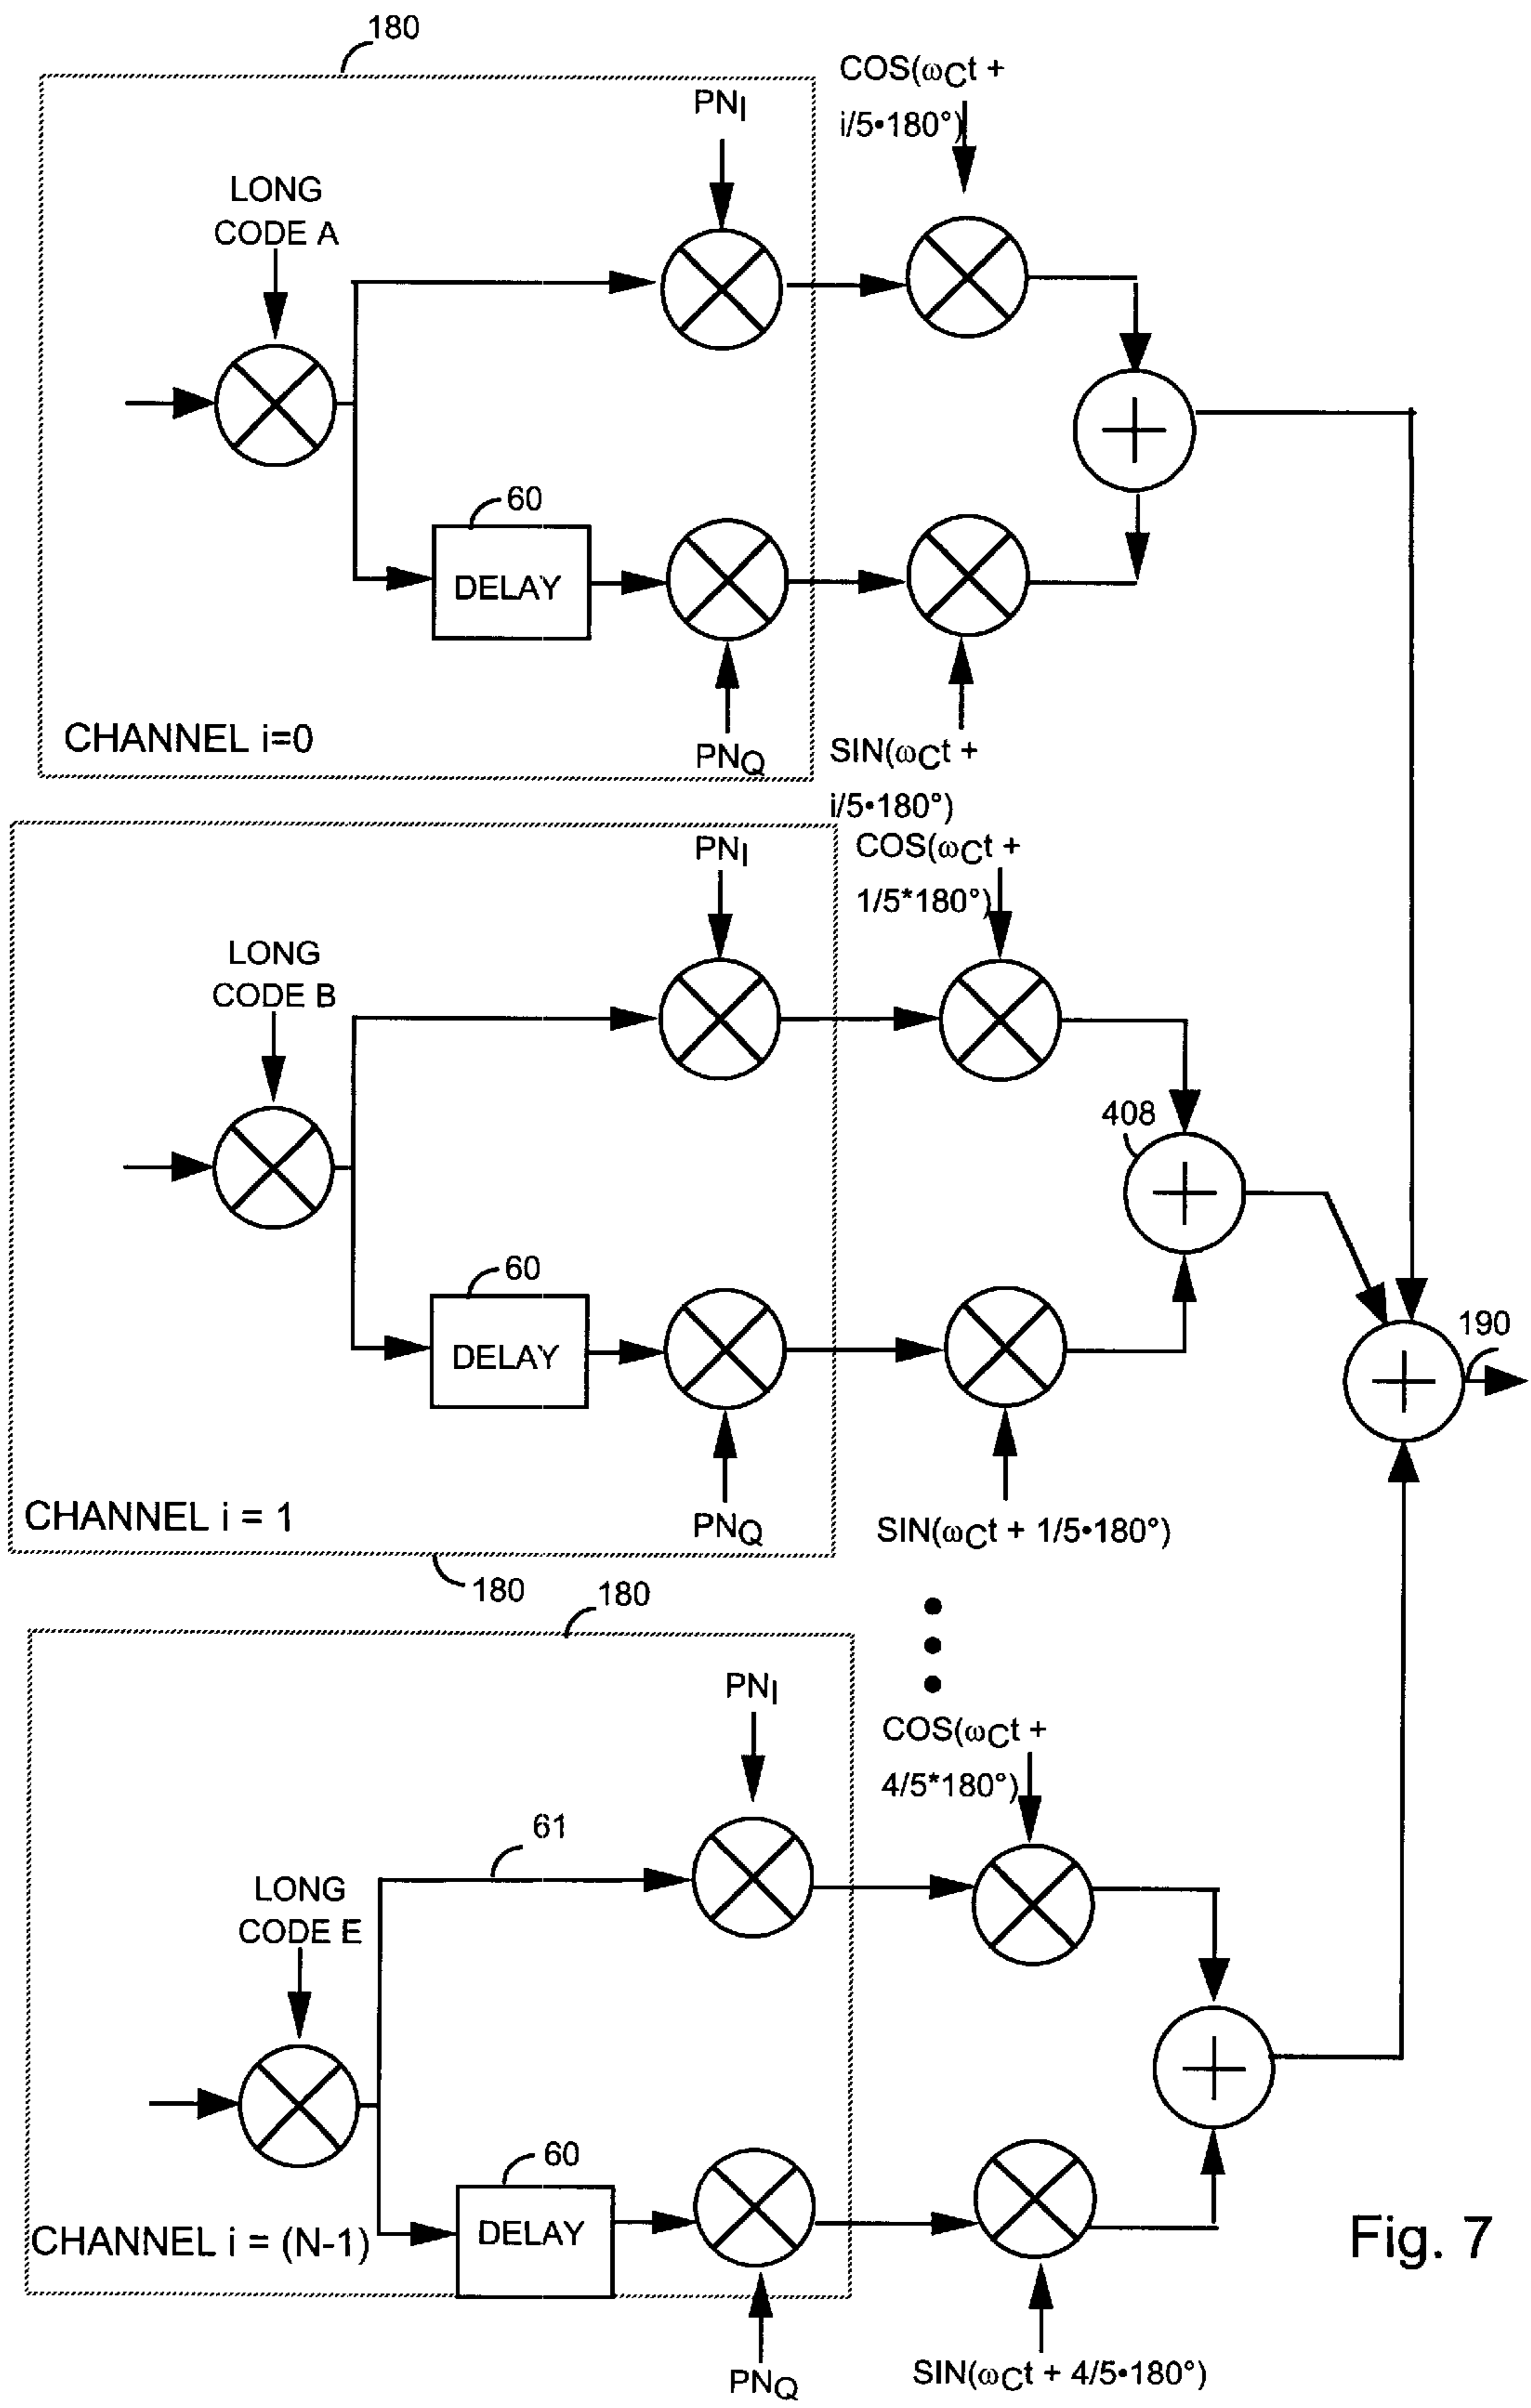 180
COS(ωCt +
i/5•180°)
PNI
LONG
CODE A
60
DELAY
CHANNEL i=0
PNQ
SIN(ωCt +
i/5•180°)
PNI
COS(ωCt +
1/5*180°)
LONG
CODE B
408
60
DELAY
190
CHANNEL i = 1
PNQ
SIN(ωCt + 1/5•180°)
180
180
PNI
COS(ωCt +
4/5*180°)
61
LONG
CODE E
60
DELAY
CHANNEL i = (N-1)
PNQ
SIN(ωCt + 4/5•180°)
Fig. 7